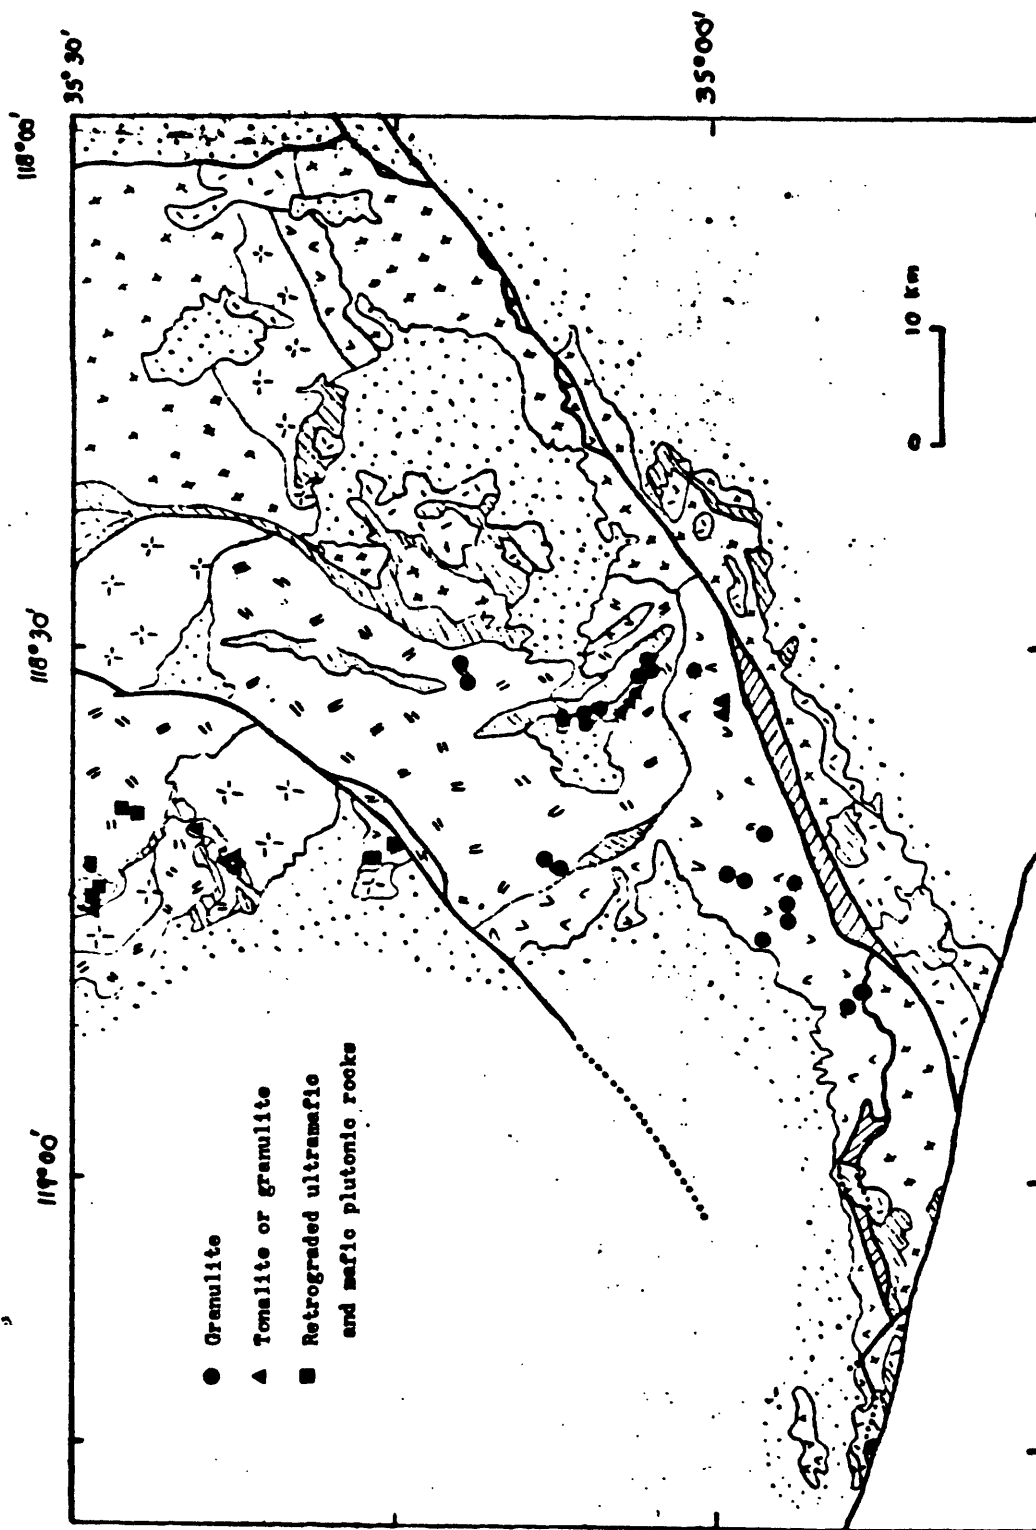 119°00'
118°30'
118°00'
35°30'
35°00'
● Granulite
▲ Tonalite or granulite
■ Retrograded ultramafic
and mafic plutonic rocks
0 10 km